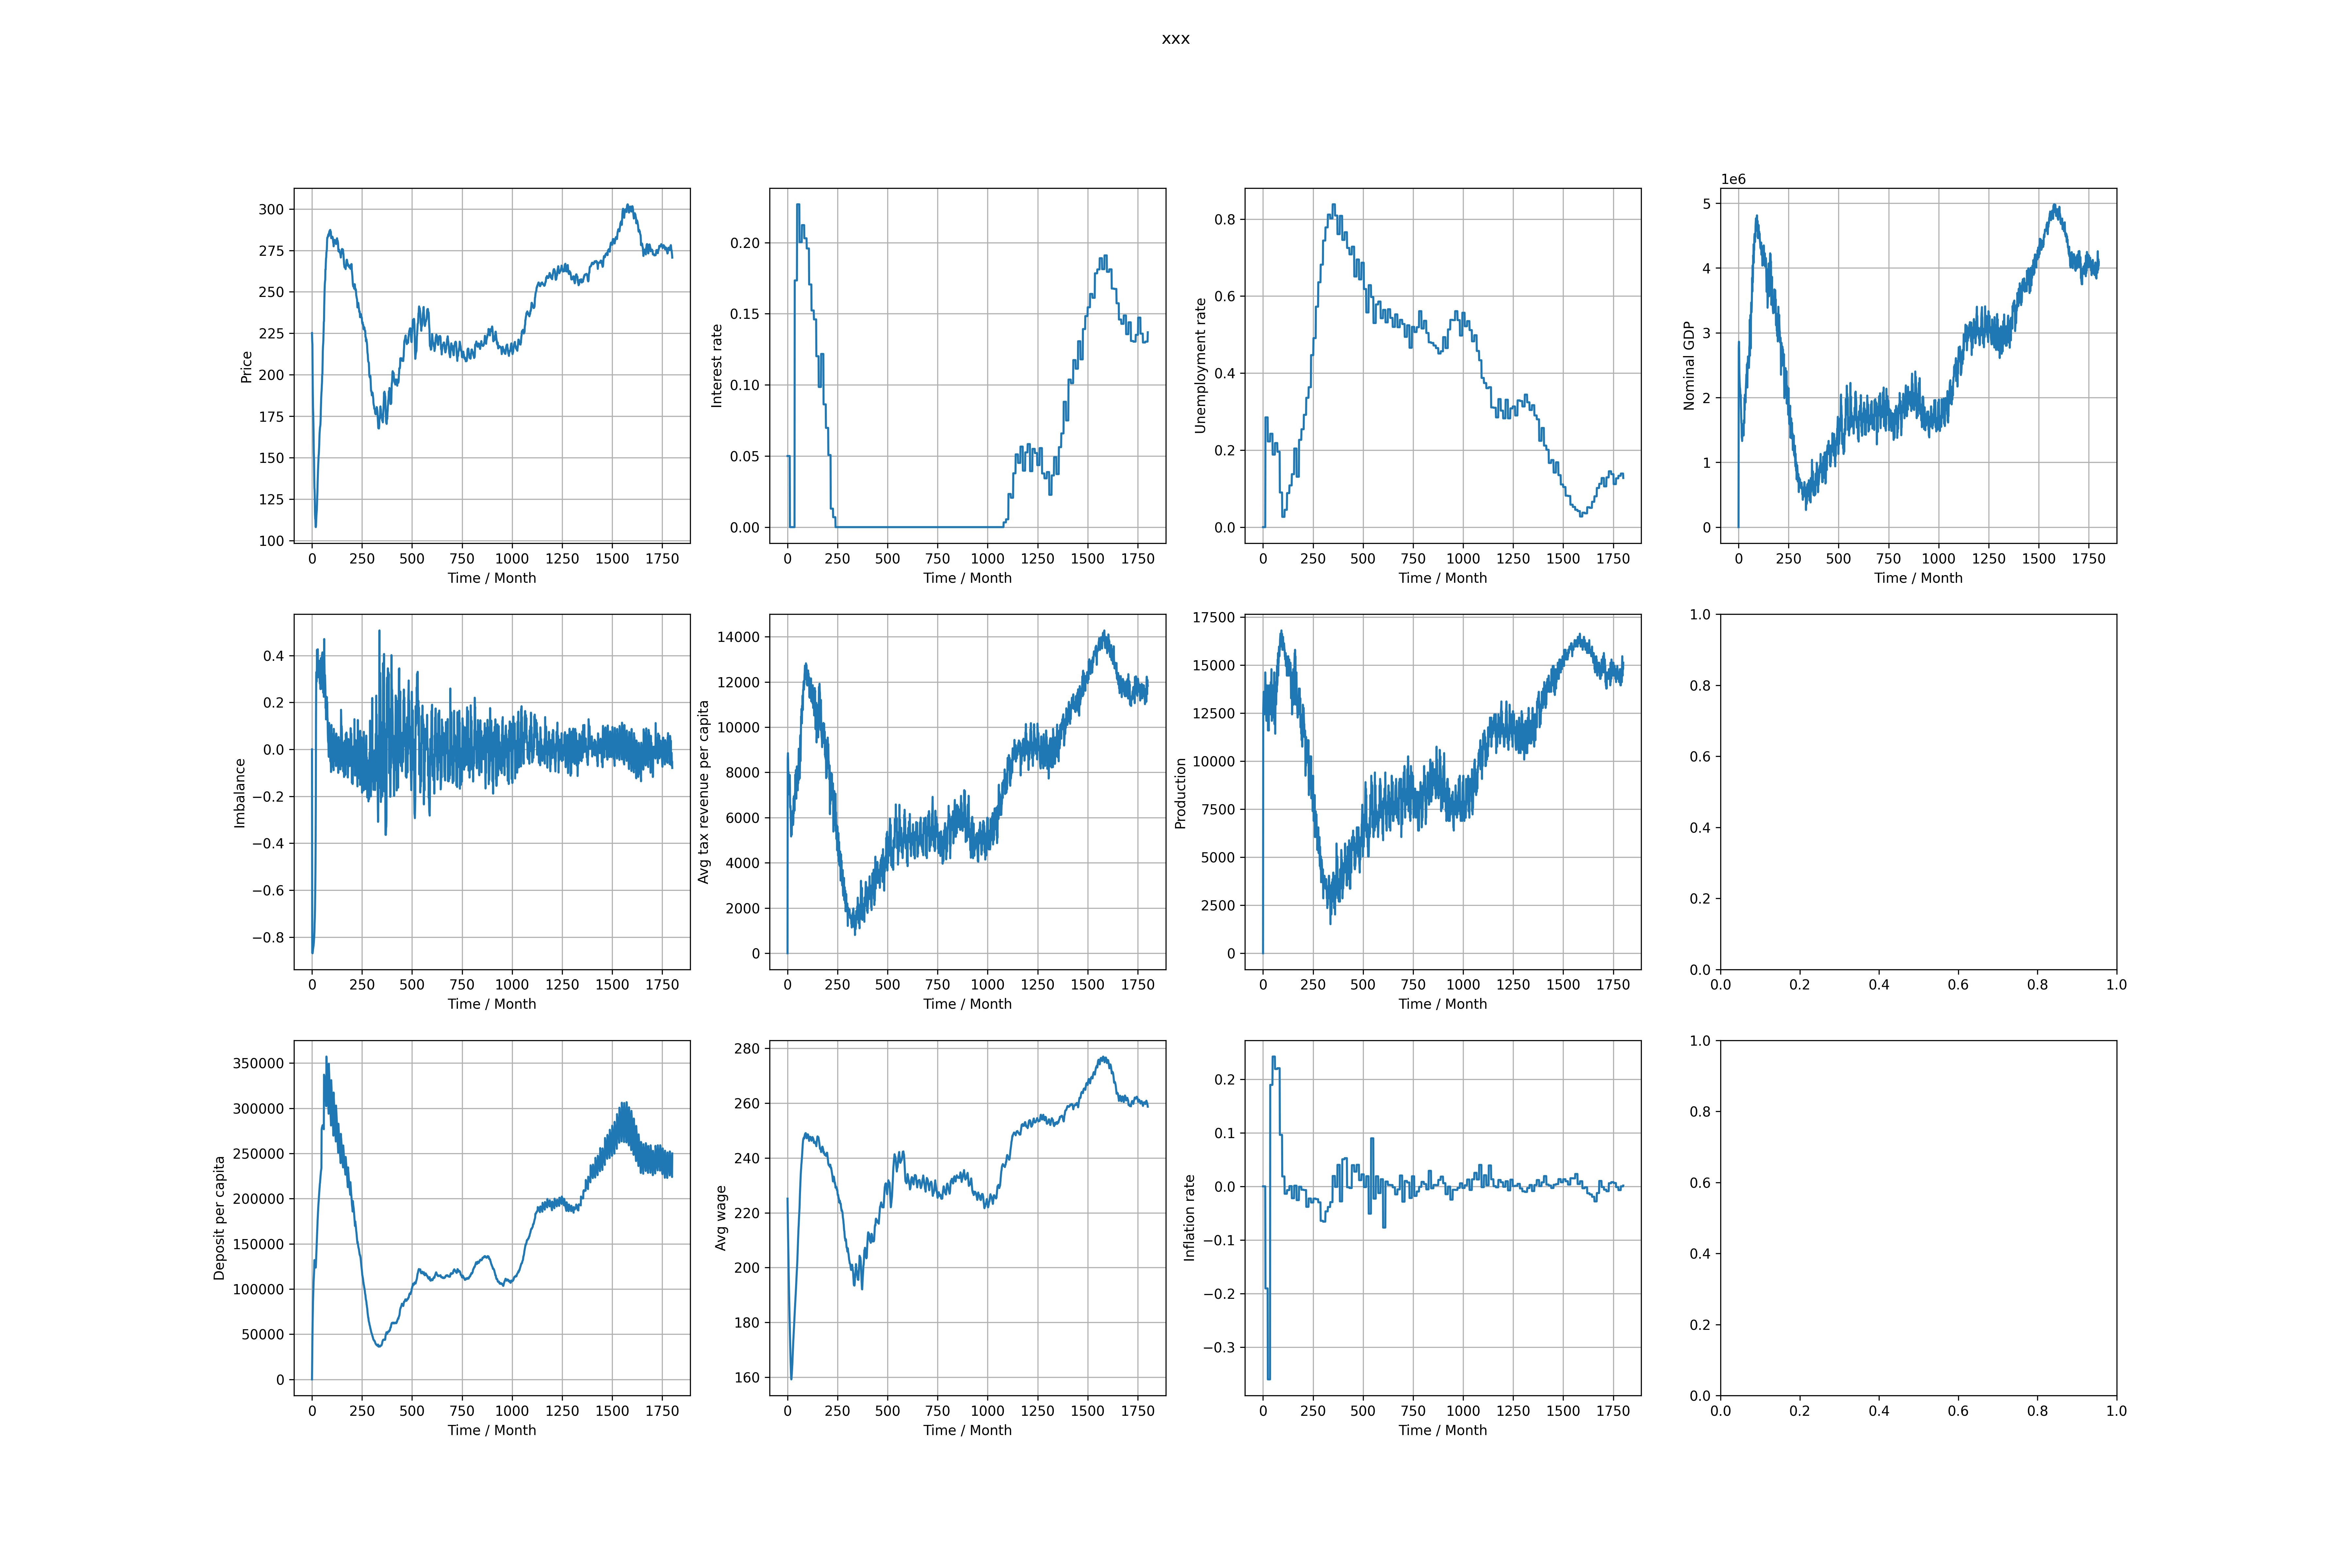 xxx
300
275
250
225
200
175
150
125
100
Price
0 250 500 750 1000 1250 1500 1750
Time / Month
0.20
0.15
0.10
0.05
0.00
Interest rate
0 250 500 750 1000 1250 1500 1750
Time / Month
0.8
0.6
0.4
0.2
0.0
Unemployment rate
0 250 500 750 1000 1250 1500 1750
Time / Month
1e6
5
4
3
2
1
0
Nominal GDP
0 250 500 750 1000 1250 1500 1750
Time / Month
0.4
0.2
0.0
−0.2
−0.4
−0.6
−0.8
Imbalance
0 250 500 750 1000 1250 1500 1750
Time / Month
14000
12000
10000
8000
6000
4000
2000
0
Avg tax revenue per capita
0 250 500 750 1000 1250 1500 1750
Time / Month
17500
15000
12500
10000
7500
5000
2500
0
Production
0 250 500 750 1000 1250 1500 1750
Time / Month
1.0
0.8
0.6
0.4
0.2
0.0
0.0 0.2 0.4 0.6 0.8 1.0
350000
300000
250000
200000
150000
100000
50000
0
Deposit per capita
0 250 500 750 1000 1250 1500 1750
Time / Month
280
260
240
220
200
180
160
Avg wage
0 250 500 750 1000 1250 1500 1750
Time / Month
0.2
0.1
0.0
−0.1
−0.2
−0.3
Inflation rate
0 250 500 750 1000 1250 1500 1750
Time / Month
1.0
0.8
0.6
0.4
0.2
0.0
0.0 0.2 0.4 0.6 0.8 1.0